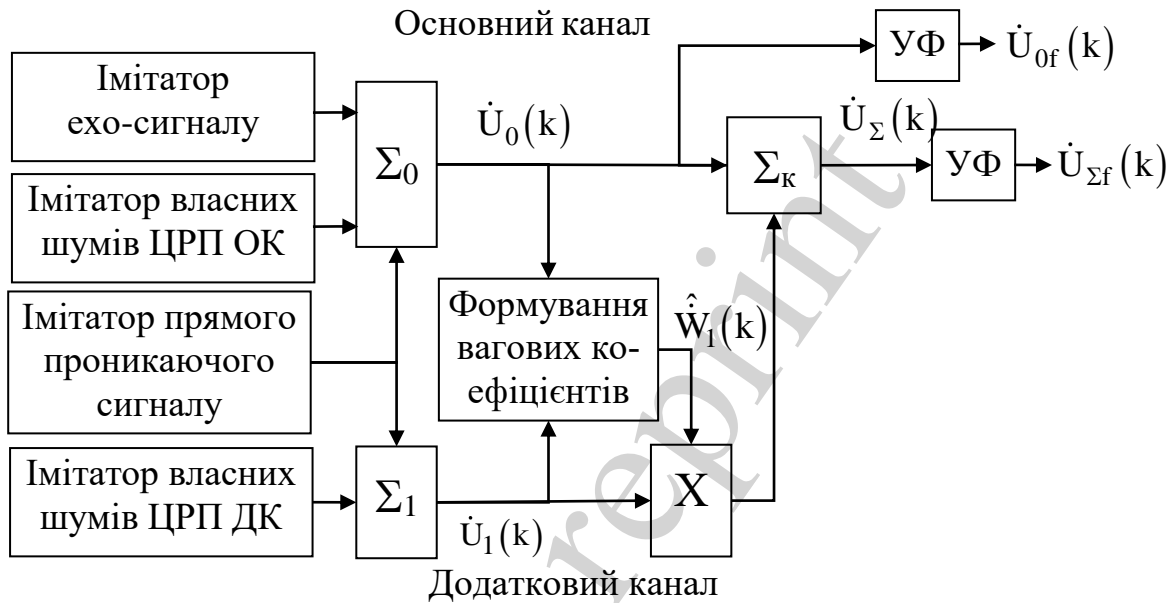 Основний канал
УФ
U̇₀f(k)
Імітатор
ехо-сигналу
Σ₀
U̇₀(k)
Σк
U̇Σ(k)
УФ
U̇Σf(k)
Імітатор власних
шумів ЦРП ОК
Імітатор прямого
проникаючого
сигналу
Формування
вагових ко-
ефіцієнтів
Ẇ̂₁(k)
Імітатор власних
шумів ЦРП ДК
Σ₁
U̇₁(k)
X
Додатковий канал
reprint